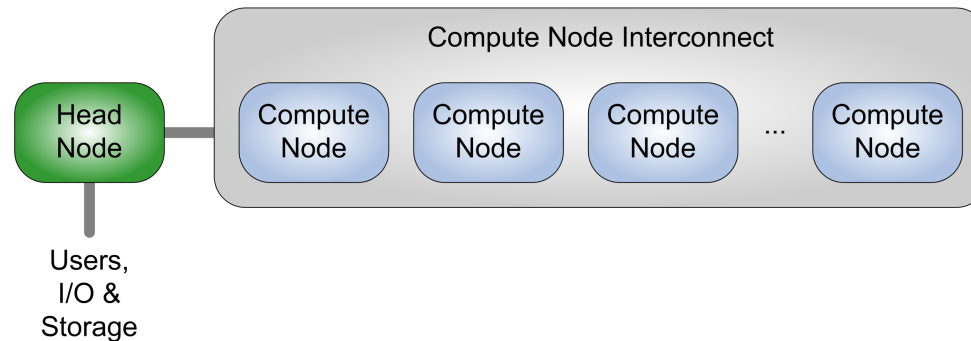 Compute Node Interconnect
Head
Node
Compute
Node
Compute
Node
Compute
Node
...
Compute
Node
Users,
I/O &
Storage